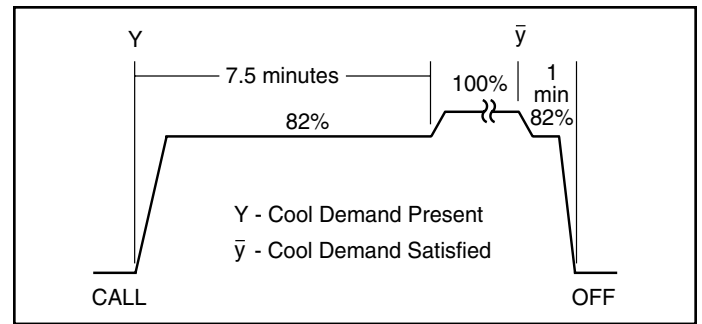 Y
ȳ
7.5 minutes
100%
1
min
82%
82%
Y - Cool Demand Present
ȳ - Cool Demand Satisfied
CALL
OFF